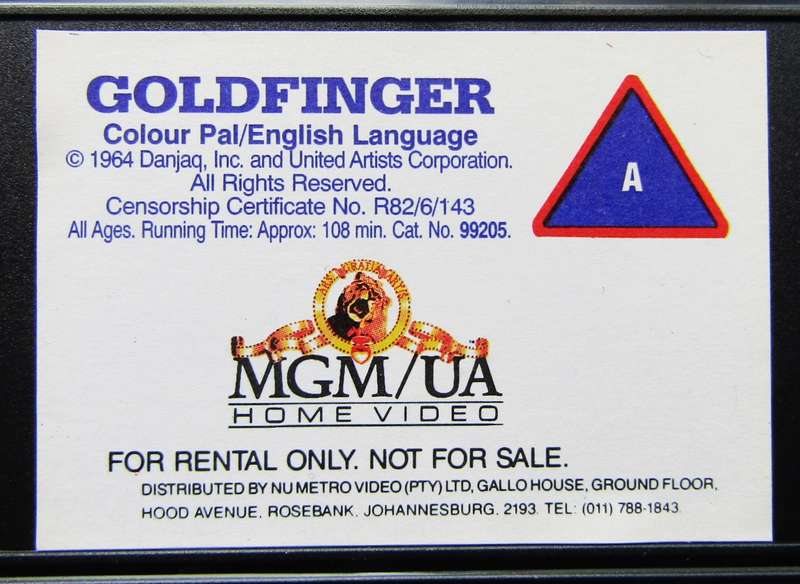 GOLDFINGER
Colour Pal/English Language
© 1964 Danjaq, Inc. and United Artists Corporation.
All Rights Reserved.
Censorship Certificate No. R82/6/143
All Ages. Running Time: Approx: 108 min. Cat. No. 99205.
A
MGM/UA
HOME VIDEO
FOR RENTAL ONLY. NOT FOR SALE.
DISTRIBUTED BY NU METRO VIDEO (PTY) LTD, GALLO HOUSE, GROUND FLOOR,
HOOD AVENUE, ROSEBANK, JOHANNESBURG, 2193. TEL: (011) 788-1843.